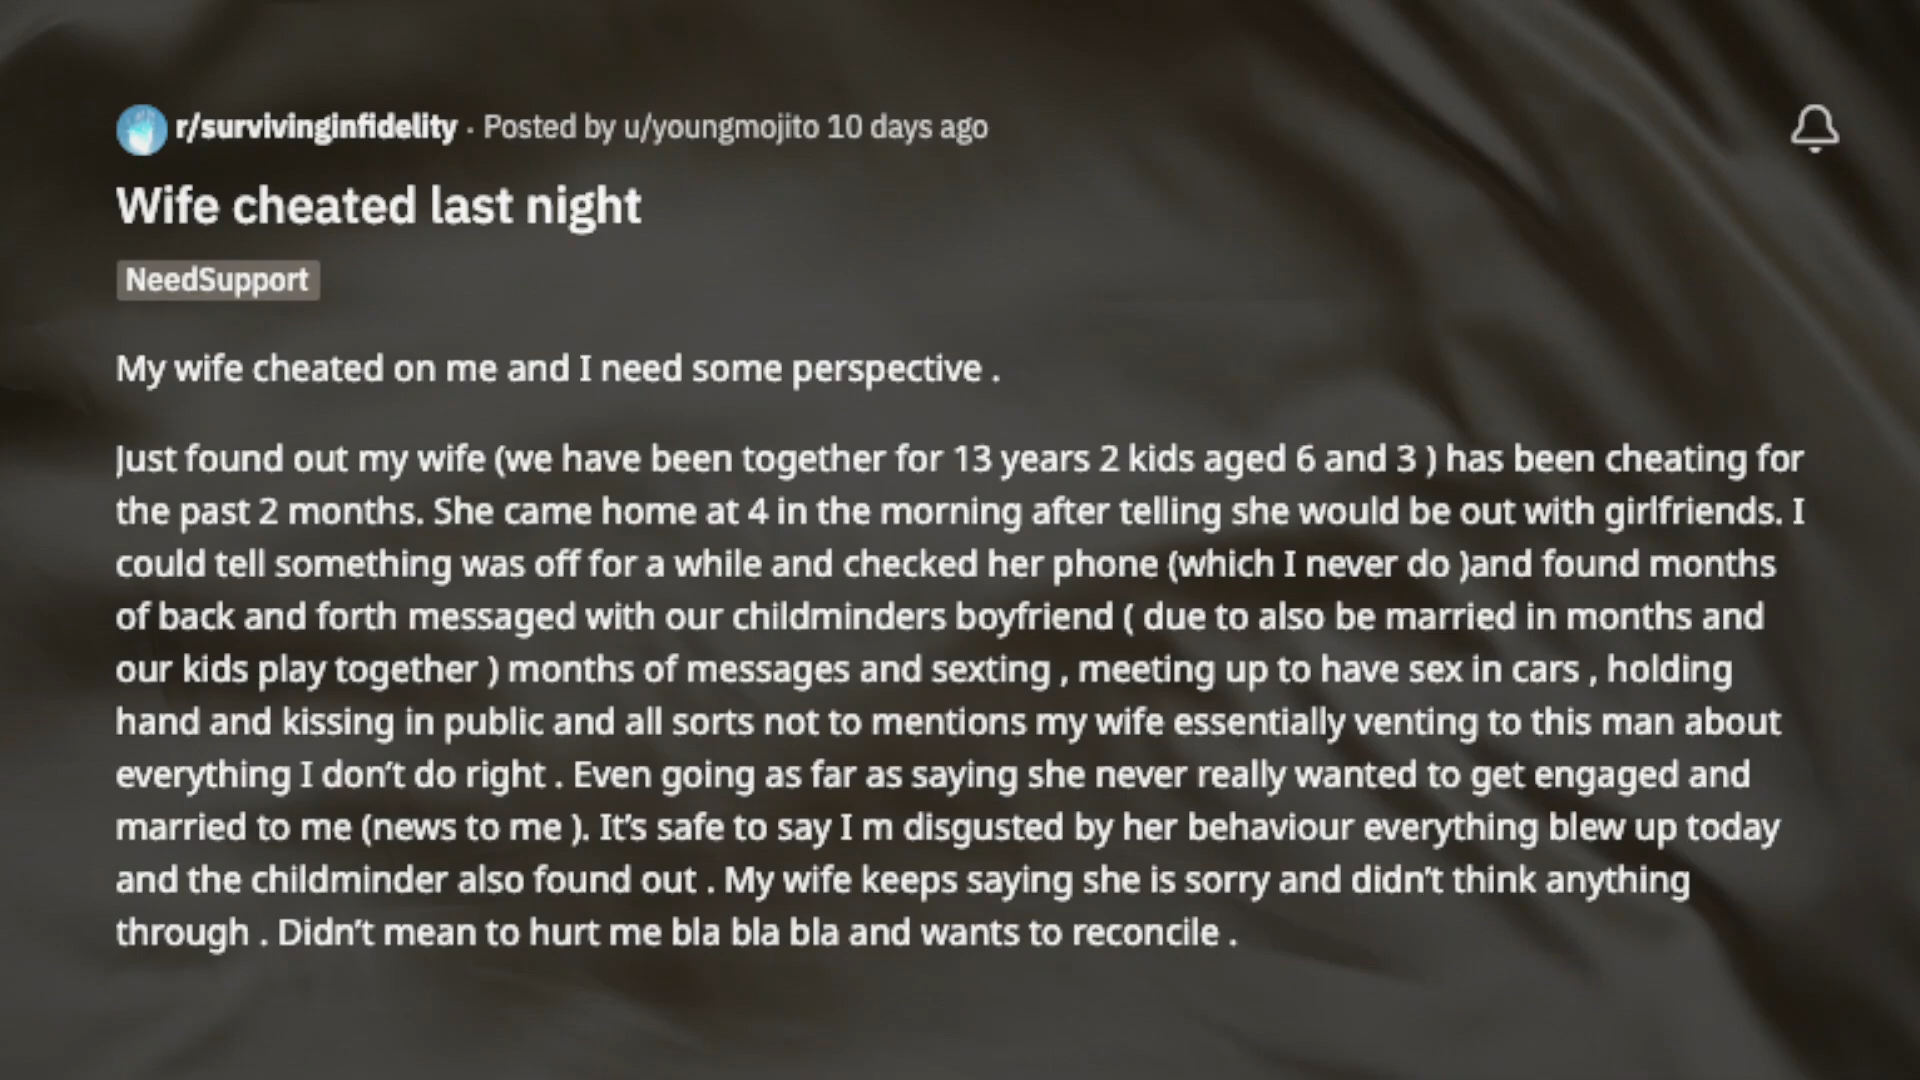 r/survivinginfidelity · Posted by u/youngmojito 10 days ago
Wife cheated last night
NeedSupport
My wife cheated on me and I need some perspective .
Just found out my wife (we have been together for 13 years 2 kids aged 6 and 3 ) has been cheating for
the past 2 months. She came home at 4 in the morning after telling she would be out with girlfriends. I
could tell something was off for a while and checked her phone (which I never do )and found months
of back and forth messaged with our childminders boyfriend ( due to also be married in months and
our kids play together ) months of messages and sexting , meeting up to have sex in cars , holding
hand and kissing in public and all sorts not to mentions my wife essentially venting to this man about
everything I don’t do right . Even going as far as saying she never really wanted to get engaged and
married to me (news to me ). It’s safe to say I m disgusted by her behaviour everything blew up today
and the childminder also found out . My wife keeps saying she is sorry and didn’t think anything
through . Didn’t mean to hurt me bla bla bla and wants to reconcile .